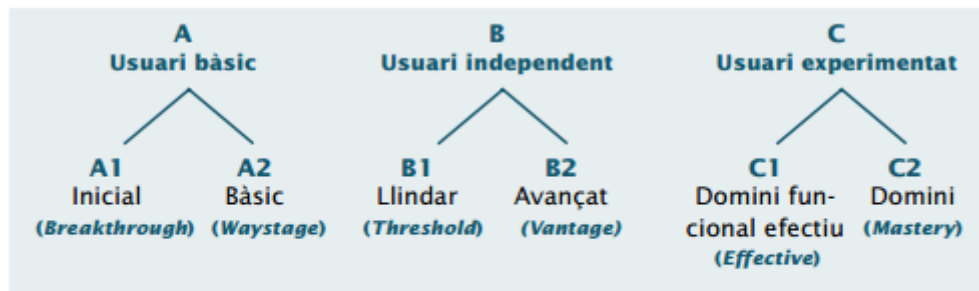 A
Usuari bàsic
B
Usuari independent
C
Usuari experimentat
A1
Inicial
(Breakthrough)
A2
Bàsic
(Waystage)
B1
Llindar
(Threshold)
B2
Avançat
(Vantage)
C1
Domini fun-
cional efectiu
(Effective)
C2
Domini
(Mastery)